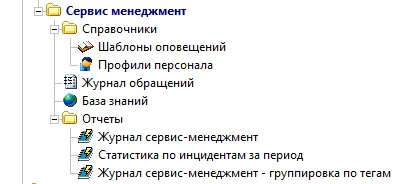 Сервис менеджмент
Справочники
Шаблоны оповещений
Профили персонала
Журнал обращений
База знаний
Отчеты
Журнал сервис-менеджмент
Статистика по инцидентам за период
Журнал сервис-менеджмент - группировка по тегам